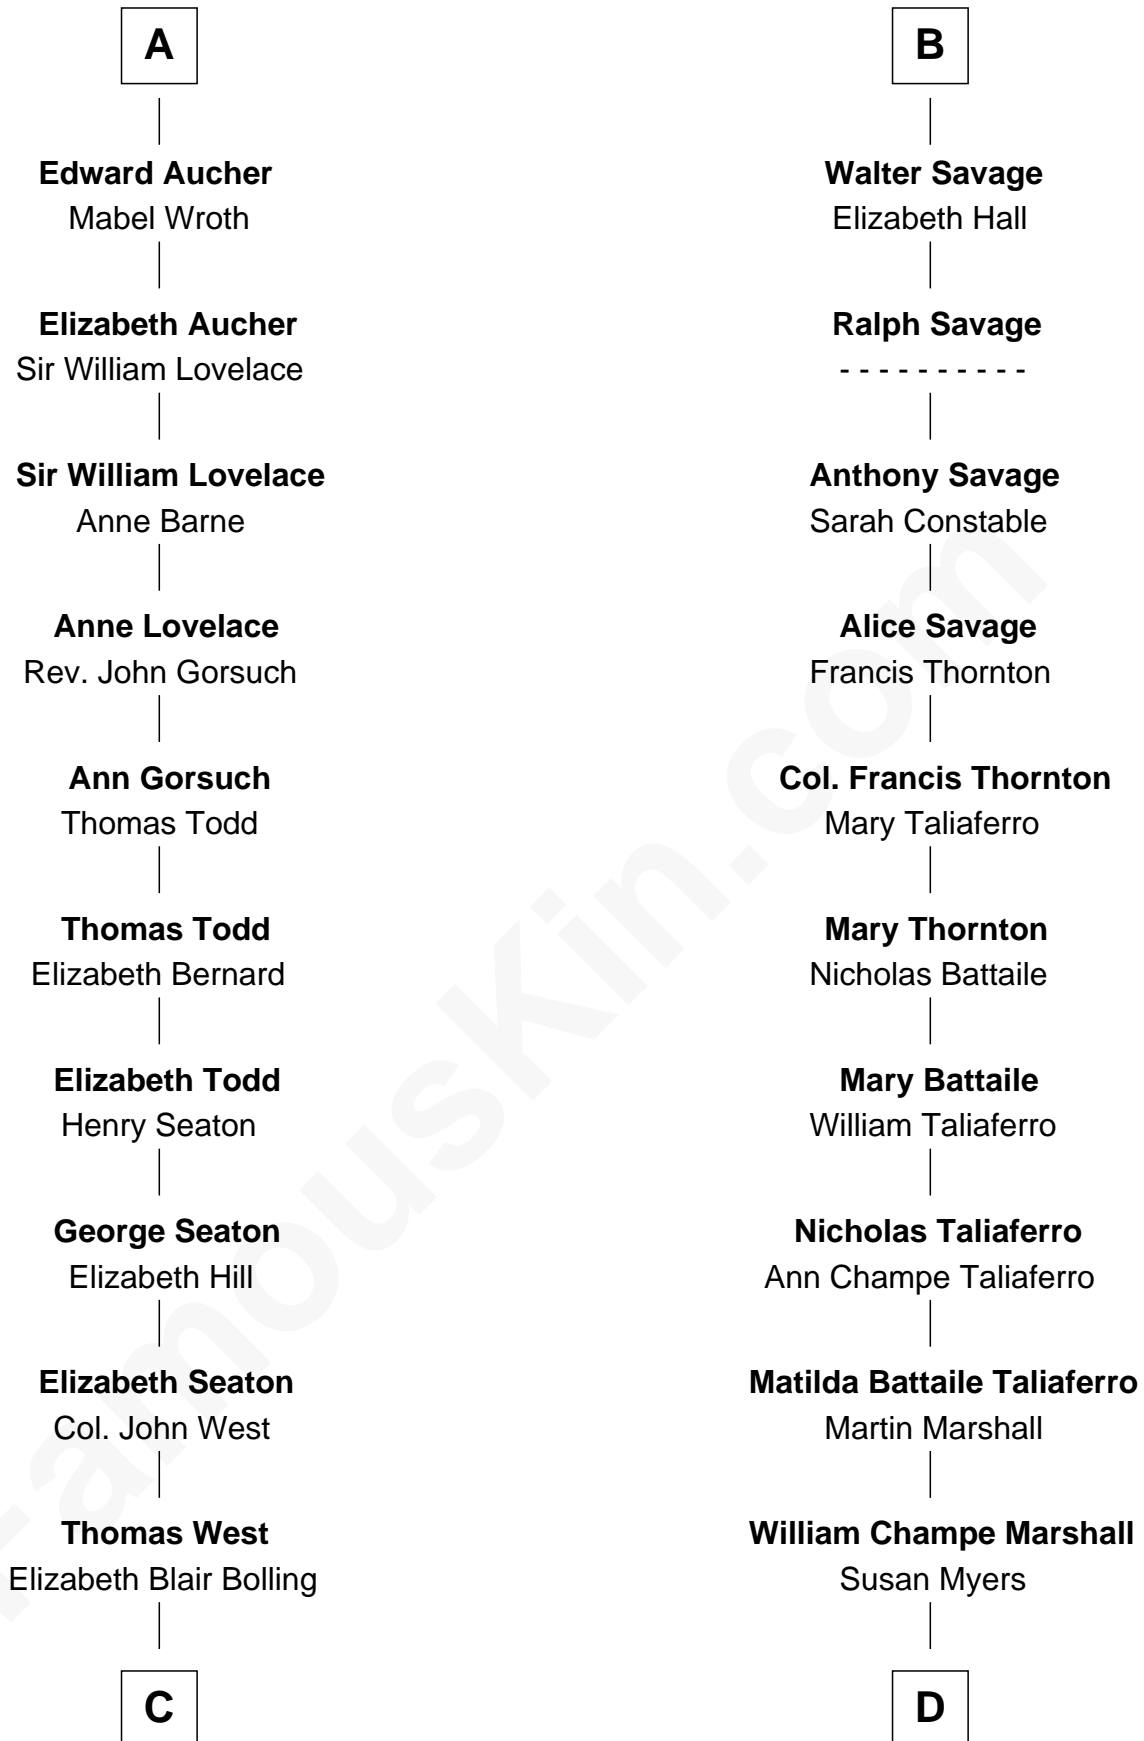 A
Edward Aucher
Mabel Wroth
Elizabeth Aucher
Sir William Lovelace
Sir William Lovelace
Anne Barne
Anne Lovelace
Rev. John Gorsuch
Ann Gorsuch
Thomas Todd
Thomas Todd
Elizabeth Bernard
Elizabeth Todd
Henry Seaton
George Seaton
Elizabeth Hill
Elizabeth Seaton
Col. John West
Thomas West
Elizabeth Blair Bolling
C
B
Walter Savage
Elizabeth Hall
Ralph Savage
- - - - - - - - - -
Anthony Savage
Sarah Constable
Alice Savage
Francis Thornton
Col. Francis Thornton
Mary Taliaferro
Mary Thornton
Nicholas Battaile
Mary Battaile
William Taliaferro
Nicholas Taliaferro
Ann Champe Taliaferro
Matilda Battaile Taliaferro
Martin Marshall
William Champe Marshall
Susan Myers
D
FamousKin.com